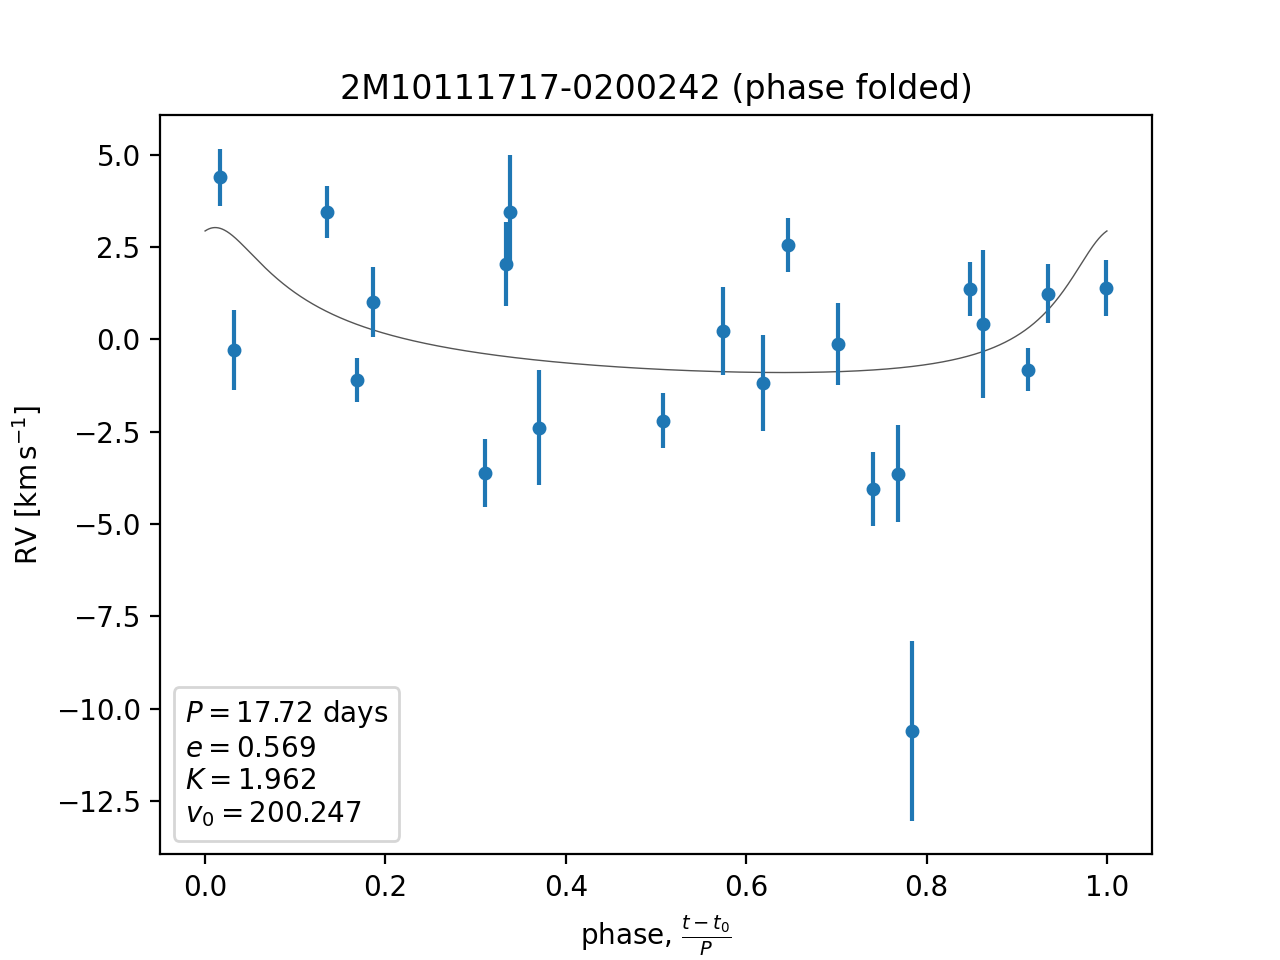 2M10111717-0200242 (phase folded)
RV [km s⁻¹]
5.0
2.5
0.0
−2.5
−5.0
−7.5
−10.0
−12.5
P = 17.72 days
e = 0.569
K = 1.962
v₀ = 200.247
0.0 0.2 0.4 0.6 0.8 1.0
phase, (t − t₀)/P